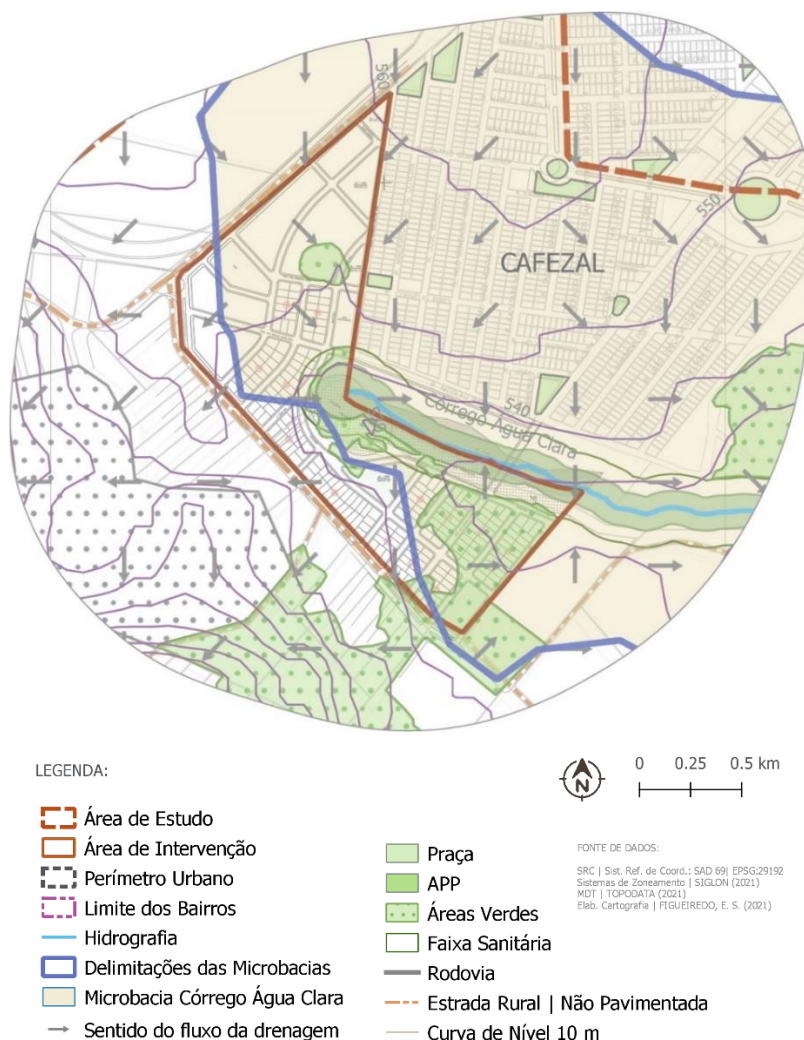 560
550
CAFEZAL
540
Córrego Água Clara
LEGENDA:
0 0.25 0.5 km
N
Área de Estudo
Área de Intervenção
Perímetro Urbano
Limite dos Bairros
Hidrografia
Delimitações das Microbacias
Microbacia Córrego Água Clara
Sentido do fluxo da drenagem
Praça
APP
Áreas Verdes
Faixa Sanitária
Rodovia
Estrada Rural | Não Pavimentada
Curva de Nível 10 m
FONTE DE DADOS:
SRC | Sist. Ref. de Coord.: SAD 69| EPSG:29192
Sistemas de Zoneamento | SIGLON (2021)
MDT | TOPODATA (2021)
Elab. Cartografia | FIGUEIREDO, E. S. (2021)